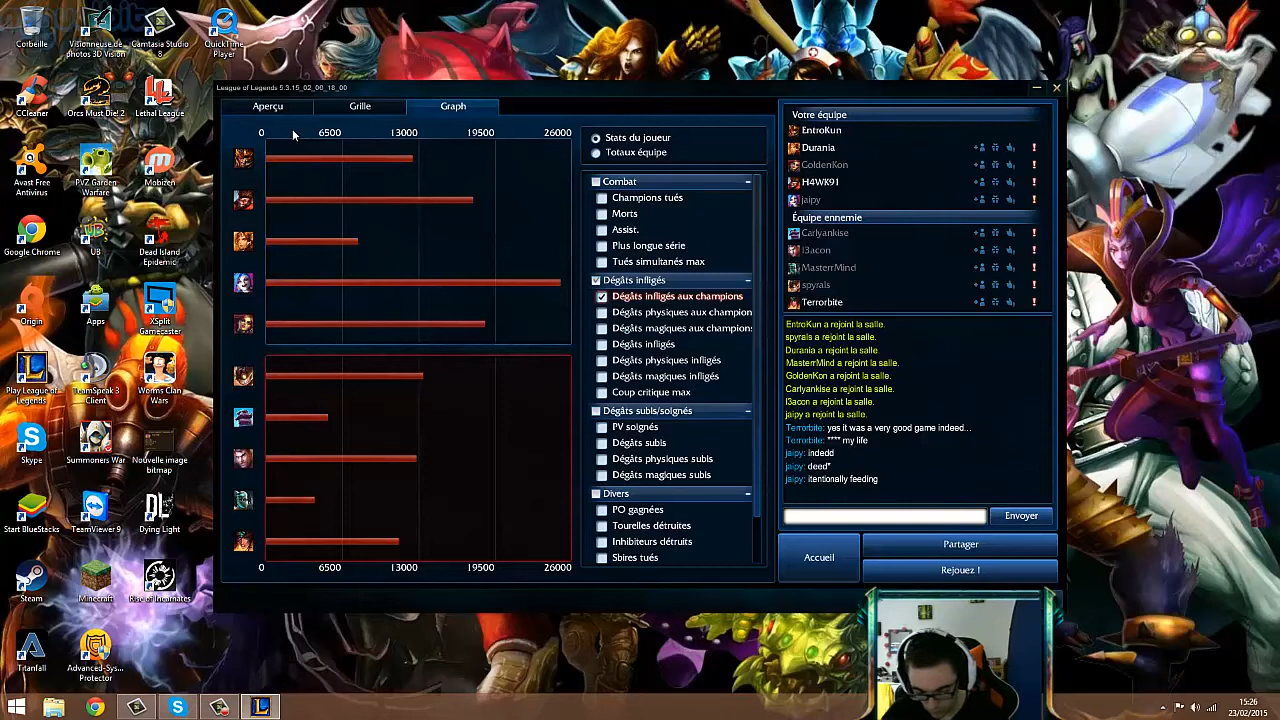 Corbeille
Visionneuse de
photos 3D Vision
Camtasia Studio
8
QuickTime
Player
CCleaner
Orcs Must Die! 2
Lethal League
Avast Free
Antivirus
PVZ Garden
Warfare
Mobizen
Google Chrome
UB
Dead Island
Epidemic
Origin
Apps
XSplit
Gamecaster
Play League of
Legends
TeamSpeak 3
Client
Worms Clan
Wars
Skype
Summoners War
Nouvelle image
bitmap
Start BlueStacks
TeamViewer 9
Dying Light
Steam
Minecraft
Rise of Incarnates
Titanfall
Advanced-Sys...
Protector
League of Legends 5.3.15_02_06_18_00
Aperçu
Grille
Graph
0 6500 13000 19500 26000
0 6500 13000 19500 26000
Stats du joueur
Totaux équipe
Combat
Champions tués
Morts
Assist.
Plus longue série
Tués simultanés max
Dégâts infligés
Dégâts infligés aux champions
Dégâts physiques aux champion
Dégâts magiques aux champion
Dégâts infligés
Dégâts physiques infligés
Dégâts magiques infligés
Coup critique max
Dégâts subis/soignés
PV soignés
Dégâts subis
Dégâts physiques subis
Dégâts magiques subis
Divers
PO gagnées
Tourelles détruites
Inhibiteurs détruits
Sbires tués
Votre équipe
EntroKun
Durania
GoldenKon
H4WK91
jaipy
Équipe ennemie
Carlyankise
l3acon
MasterrMind
spyrals
Terrorbite
EntroKun a rejoint la salle.
spyrals a rejoint la salle.
Durania a rejoint la salle.
MasterrMind a rejoint la salle.
GoldenKon a rejoint la salle.
Carlyankise a rejoint la salle.
l3acon a rejoint la salle.
jaipy a rejoint la salle.
Terrorbite: yes it was a very good game indeed...
Terrorbite: **** my life
jaipy: indedd
jaipy: deed*
jaipy: itentionally feeding
Envoyer
Accueil
Partager
Rejouez !
15:26
23/02/2015